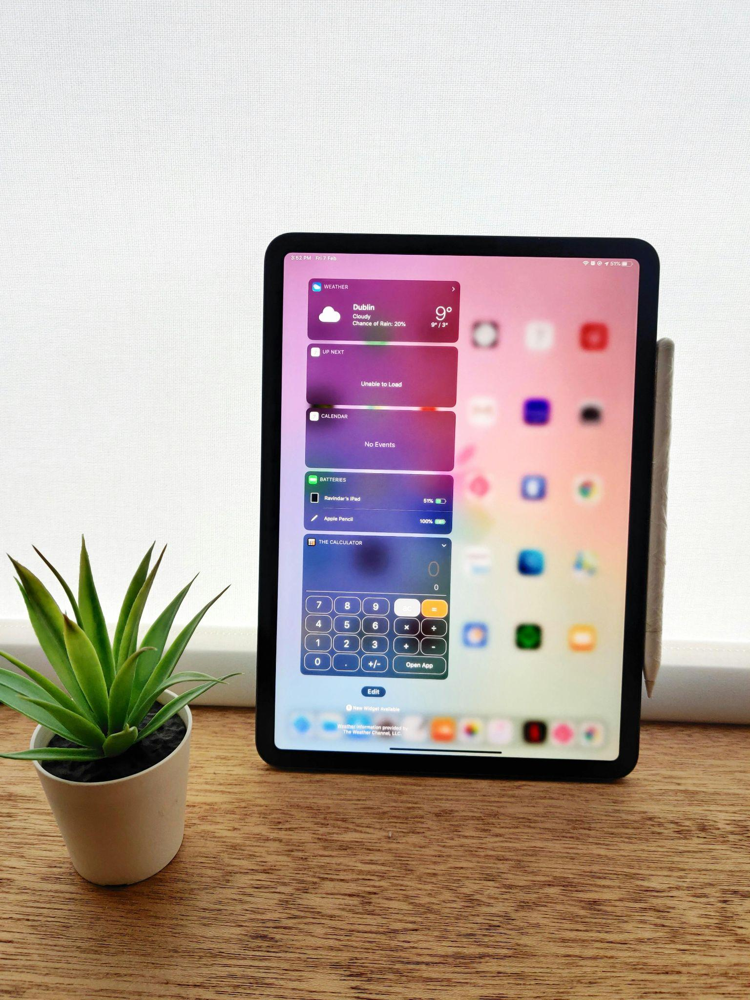 3:52 PM Fri 7 Feb
51%
WEATHER
Dublin
Cloudy
Chance of Rain: 20%
9°
9° / 3°
UP NEXT
Unable to Load
CALENDAR
No Events
BATTERIES
Ravindar's iPad 51%
Apple Pencil 100%
THE CALCULATOR
0
0
7 8 9 ac =
4 5 6 × ÷
1 2 3 + -
0 . +/- Open App
Edit
1 New Widget Available
Weather information provided by
The Weather Channel, LLC.